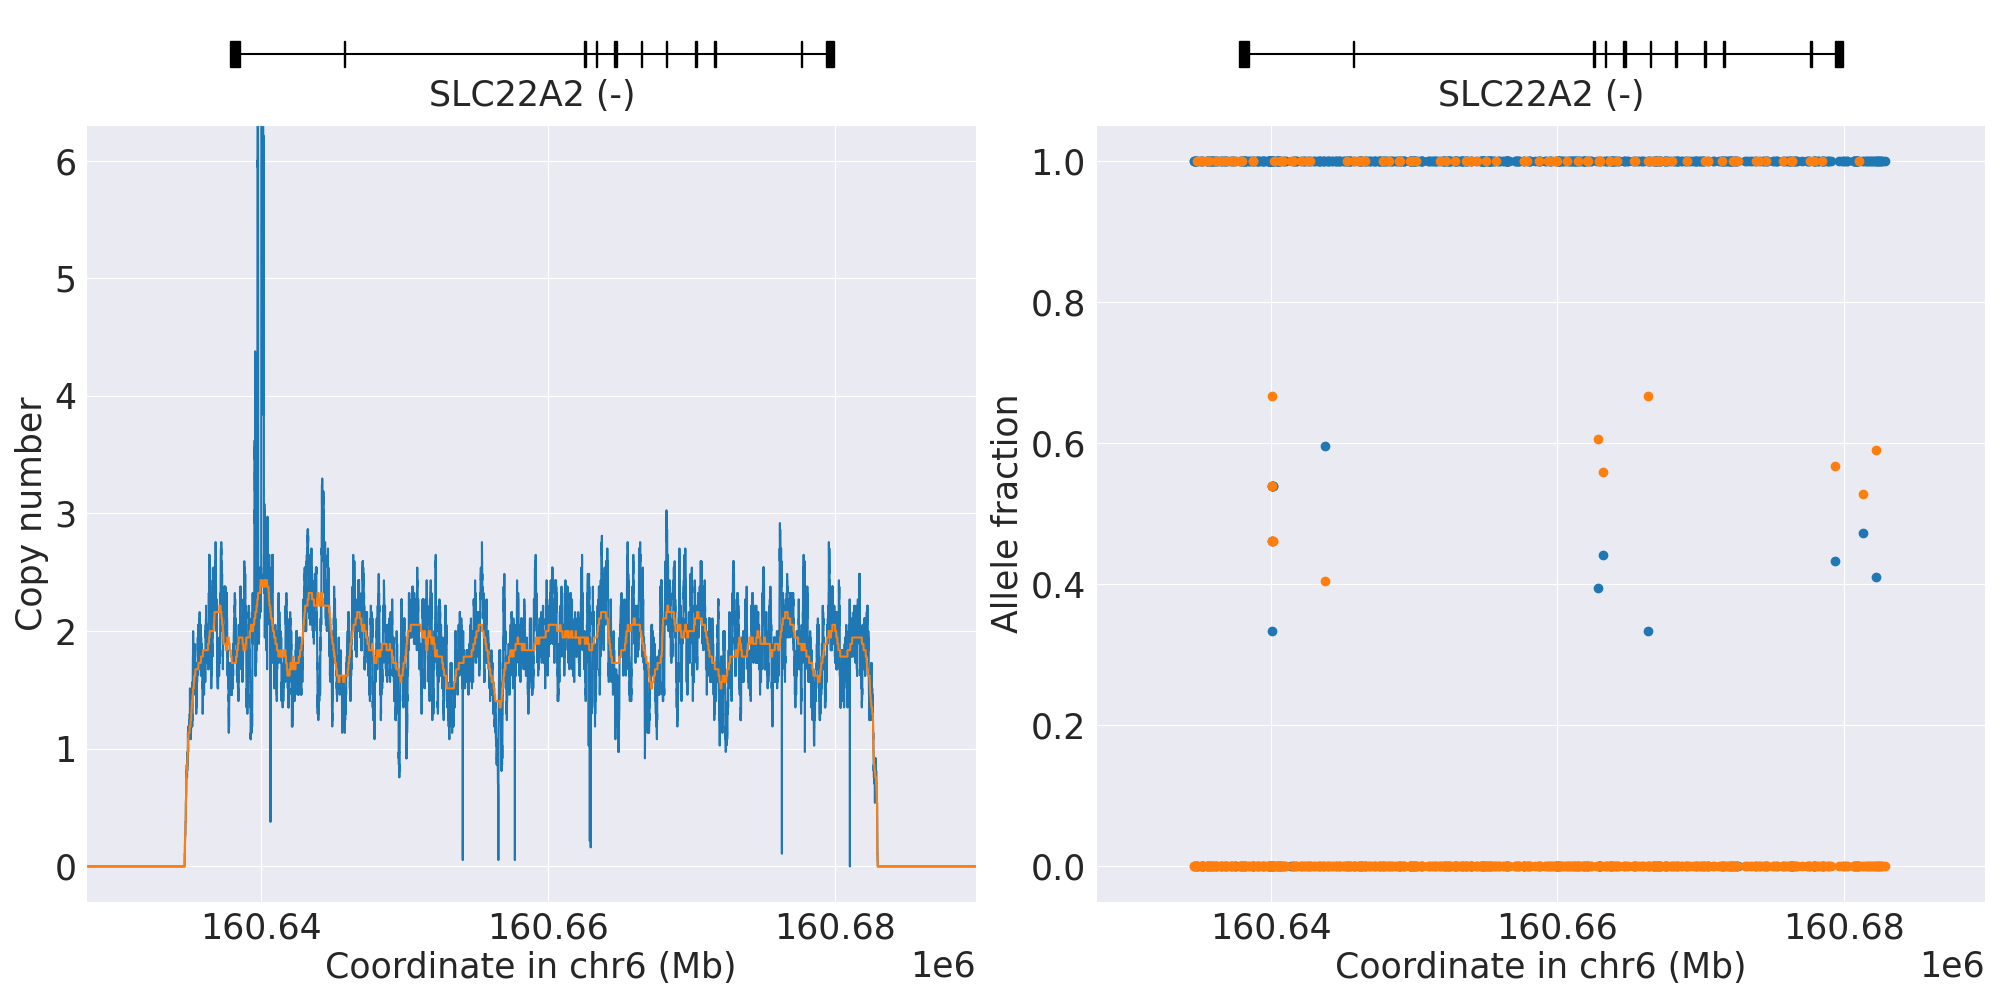 SLC22A2 (-)
6
5
4
3
2
1
0
Copy number
160.64 160.66 160.68
Coordinate in chr6 (Mb) 1e6
SLC22A2 (-)
1.0
0.8
0.6
0.4
0.2
0.0
Allele fraction
160.64 160.66 160.68
Coordinate in chr6 (Mb) 1e6